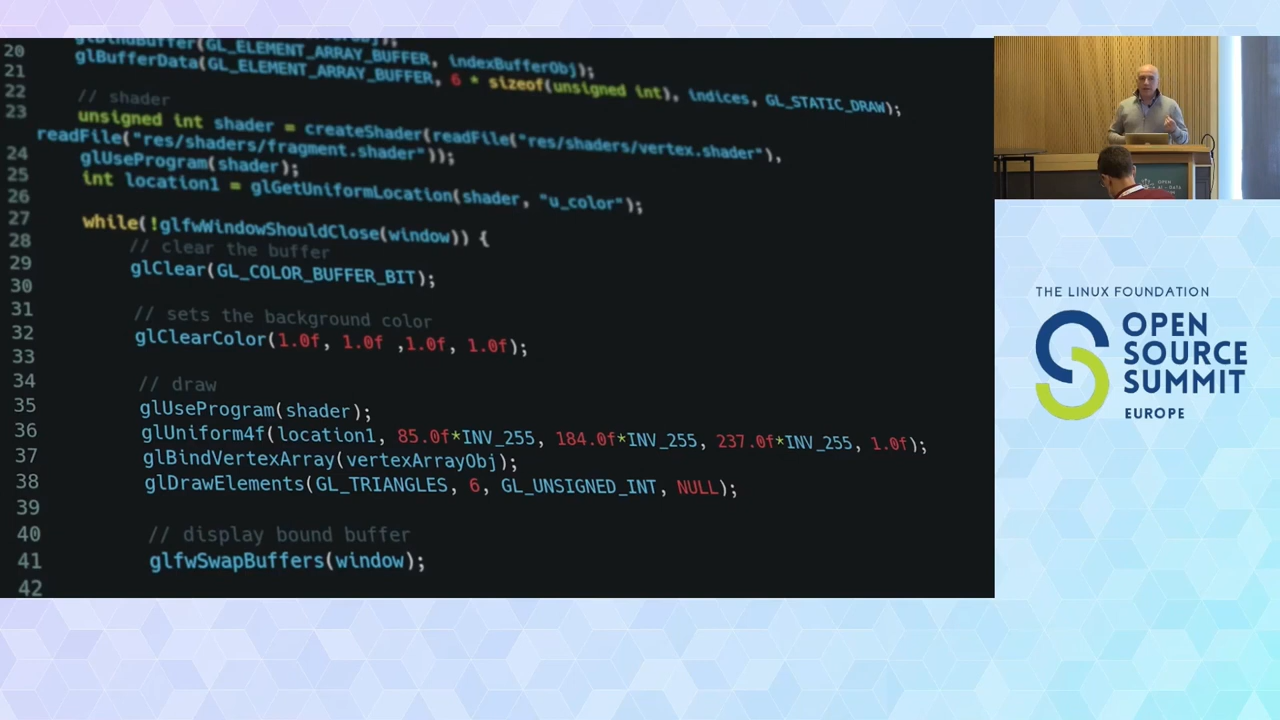 20
glBindBuffer(GL_ELEMENT_ARRAY_BUFFER, indexBufferObj);
21 glBufferData(GL_ELEMENT_ARRAY_BUFFER, 6 * sizeof(unsigned int), indices, GL_STATIC_DRAW);
22
// shader
23 unsigned int shader = createShader(readFile("res/shaders/vertex.shader"),
readFile("res/shaders/fragment.shader"));
24 glUseProgram(shader);
25 int location1 = glGetUniformLocation(shader, "u_color");
26
27 while(!glfwWindowShouldClose(window)) {
28 // clear the buffer
29 glClear(GL_COLOR_BUFFER_BIT);
30
31 // sets the background color
32 glClearColor(1.0f, 1.0f ,1.0f, 1.0f);
33
34 // draw
35 glUseProgram(shader);
36 glUniform4f(location1, 85.0f*INV_255, 184.0f*INV_255, 237.0f*INV_255, 1.0f);
37 glBindVertexArray(vertexArrayObj);
38 glDrawElements(GL_TRIANGLES, 6, GL_UNSIGNED_INT, NULL);
39
40 // display bound buffer
41 glfwSwapBuffers(window);
42
THE LINUX FOUNDATION
OPEN
SOURCE
SUMMIT
EUROPE
OPEN